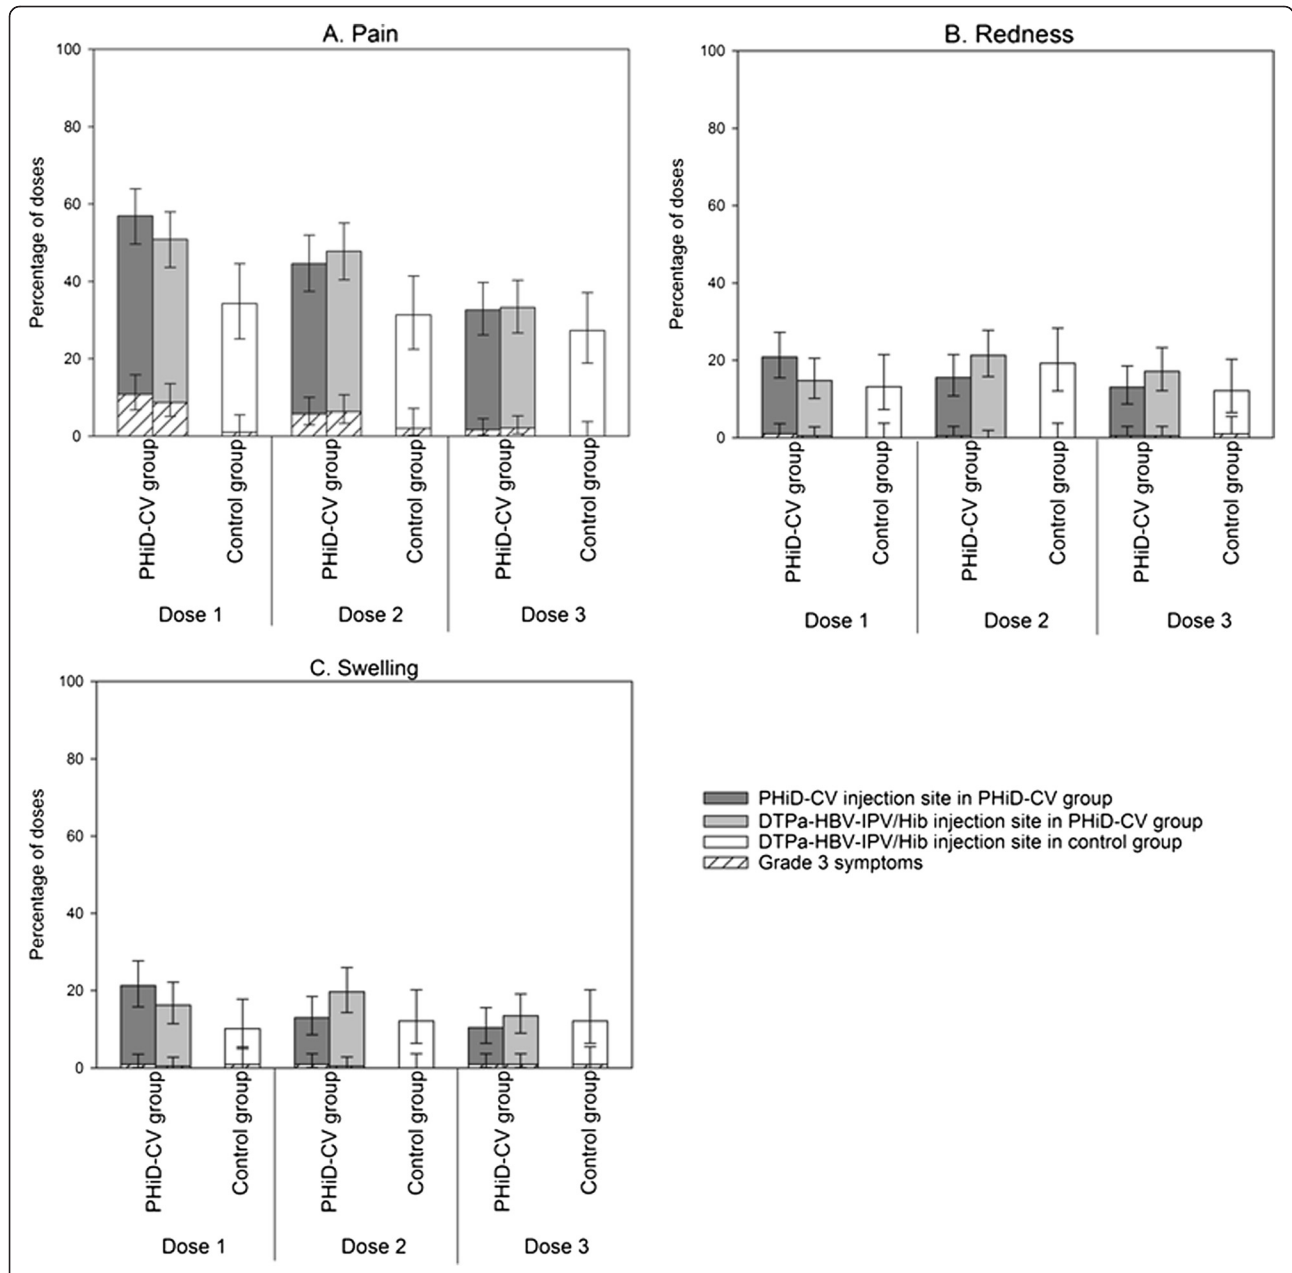 A. Pain
100
80
60
40
20
0
Percentage of doses
PHiD-CV group
Control group
PHiD-CV group
Control group
PHiD-CV group
Control group
Dose 1
Dose 2
Dose 3
B. Redness
100
80
60
40
20
0
Percentage of doses
PHiD-CV group
Control group
PHiD-CV group
Control group
PHiD-CV group
Control group
Dose 1
Dose 2
Dose 3
C. Swelling
100
80
60
40
20
0
Percentage of doses
PHiD-CV group
Control group
PHiD-CV group
Control group
PHiD-CV group
Control group
Dose 1
Dose 2
Dose 3
PHiD-CV injection site in PHiD-CV group
DTPa-HBV-IPV/Hib injection site in PHiD-CV group
DTPa-HBV-IPV/Hib injection site in control group
Grade 3 symptoms